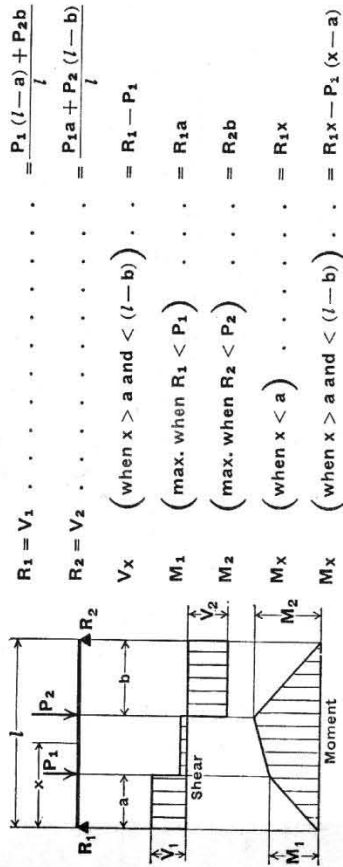 R₁ = V₁ . . . . . . . . . . = P₁ (l — a) + P₂b / l
R₂ = V₂ . . . . . . . . . . = P₁a + P₂ (l — b) / l
Vₓ (when x > a and < (l — b)) . . = R₁ — P₁
M₁ (max. when R₁ < P₁) . . . = R₁a
M₂ (max. when R₂ < P₂) . . . = R₂b
Mₓ (when x < a) . . . . . = R₁x
Mₓ (when x > a and < (l — b)) . = R₁x — P₁ (x — a)
l
x
P₁
P₂
R₁
R₂
a
b
V₁
Shear
V₂
M₁
M₂
Moment